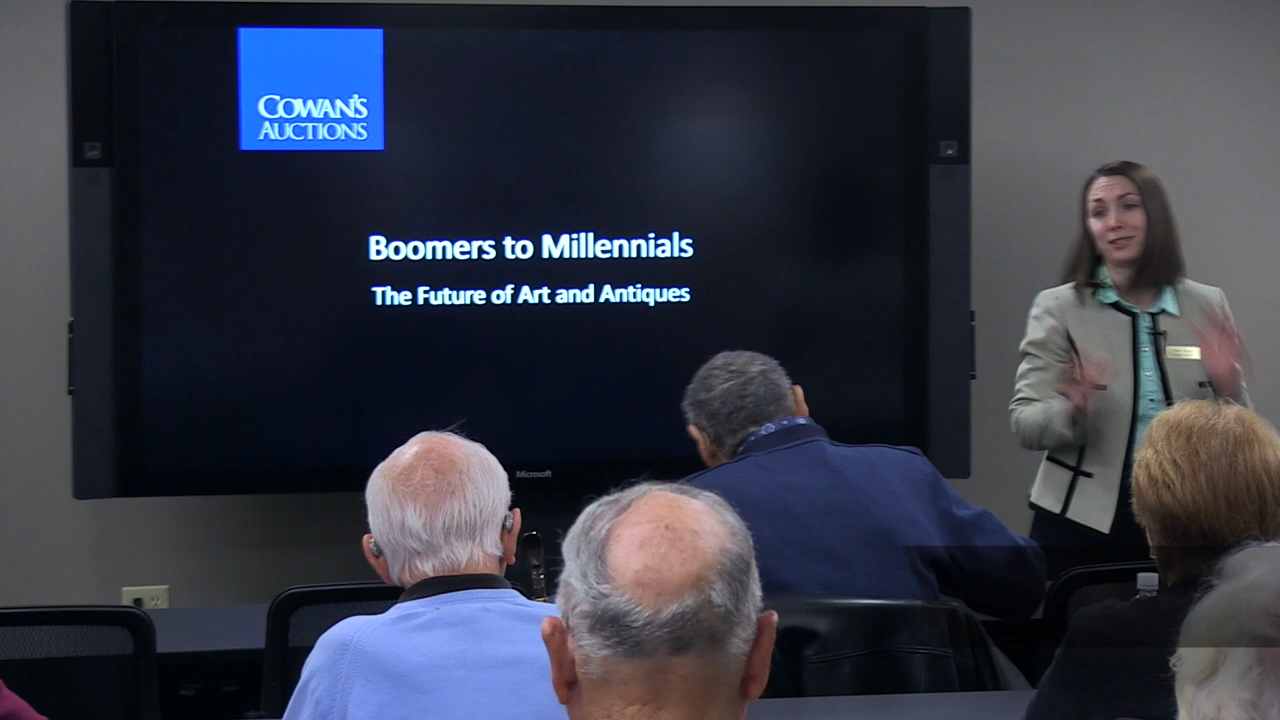 COWAN'S
AUCTIONS
Boomers to Millennials
The Future of Art and Antiques
Microsoft